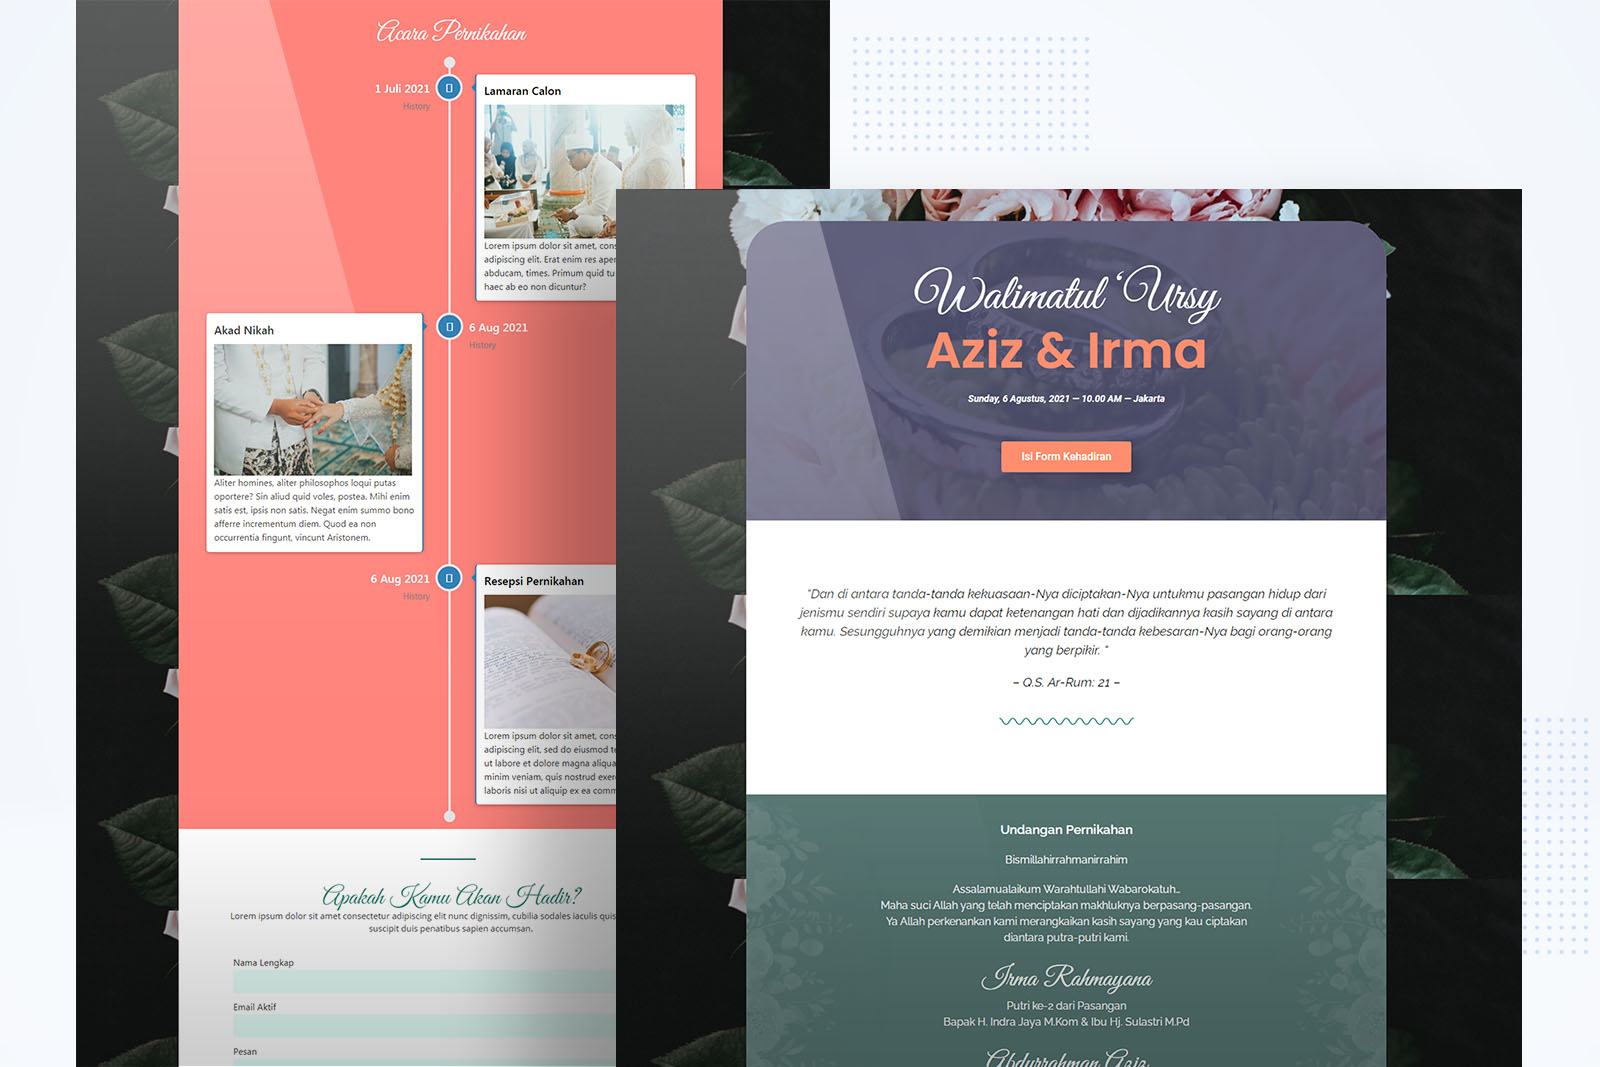 Acara Pernikahan
1 Juli 2021
History
Lamaran Calon
Lorem ipsum dolor sit amet,
adipiscing elit. Erat enim res
abducam, times. Primum quid
haec ab eo non dicuntur?
Akad Nikah
Aliter homines, aliter philosophos loqui putas
oportere? Sin aliud quid voles, postea. Mihi enim
satis est, ipsis non satis. Negat enim summo bono
afferre incrementum diem. Quod ea non
occurrentia fingunt, vincunt Aristonem.
6 Aug 2021
History
6 Aug 2021
History
Resepsi Pernikahan
Lorem ipsum dolor sit amet,
adipiscing elit, sed do eiusmod
ut labore et dolore magna aliqua
minim veniam, quis nostrud
laboris nisi ut aliquip ex ea
Apakah Kamu Akan Hadir?
Lorem ipsum dolor sit amet consectetur adipiscing elit nunc dignissim, cubilia sodales iaculis quis
suscipit duis penatibus sapien accumsan.
Nama Lengkap
Email Aktif
Pesan
Walimatul ‘Ursy
Aziz & Irma
Sunday, 6 Agustus, 2021 — 10.00 AM — Jakarta
Isi Form Kehadiran
“Dan di antara tanda-tanda kekuasaan-Nya diciptakan-Nya untukmu pasangan hidup dari
jenismu sendiri supaya kamu dapat ketenangan hati dan dijadikannya kasih sayang di antara
kamu. Sesungguhnya yang demikian menjadi tanda-tanda kebesaran-Nya bagi orang-orang
yang berpikir. “
– Q.S. Ar-Rum: 21 –
Undangan Pernikahan
Bismillahirrahmanirrahim
Assalamualaikum Warahtullahi Wabarokatuh…
Maha suci Allah yang telah menciptakan makhluknya berpasang-pasangan.
Ya Allah perkenankan kami merangkaikan kasih sayang yang kau ciptakan
diantara putra-putri kami.
Irma Rahmayana
Putri ke-2 dari Pasangan
Bapak H. Indra Jaya M.Kom & Ibu Hj. Sulastri M.Pd
Abdurrahman Aziz